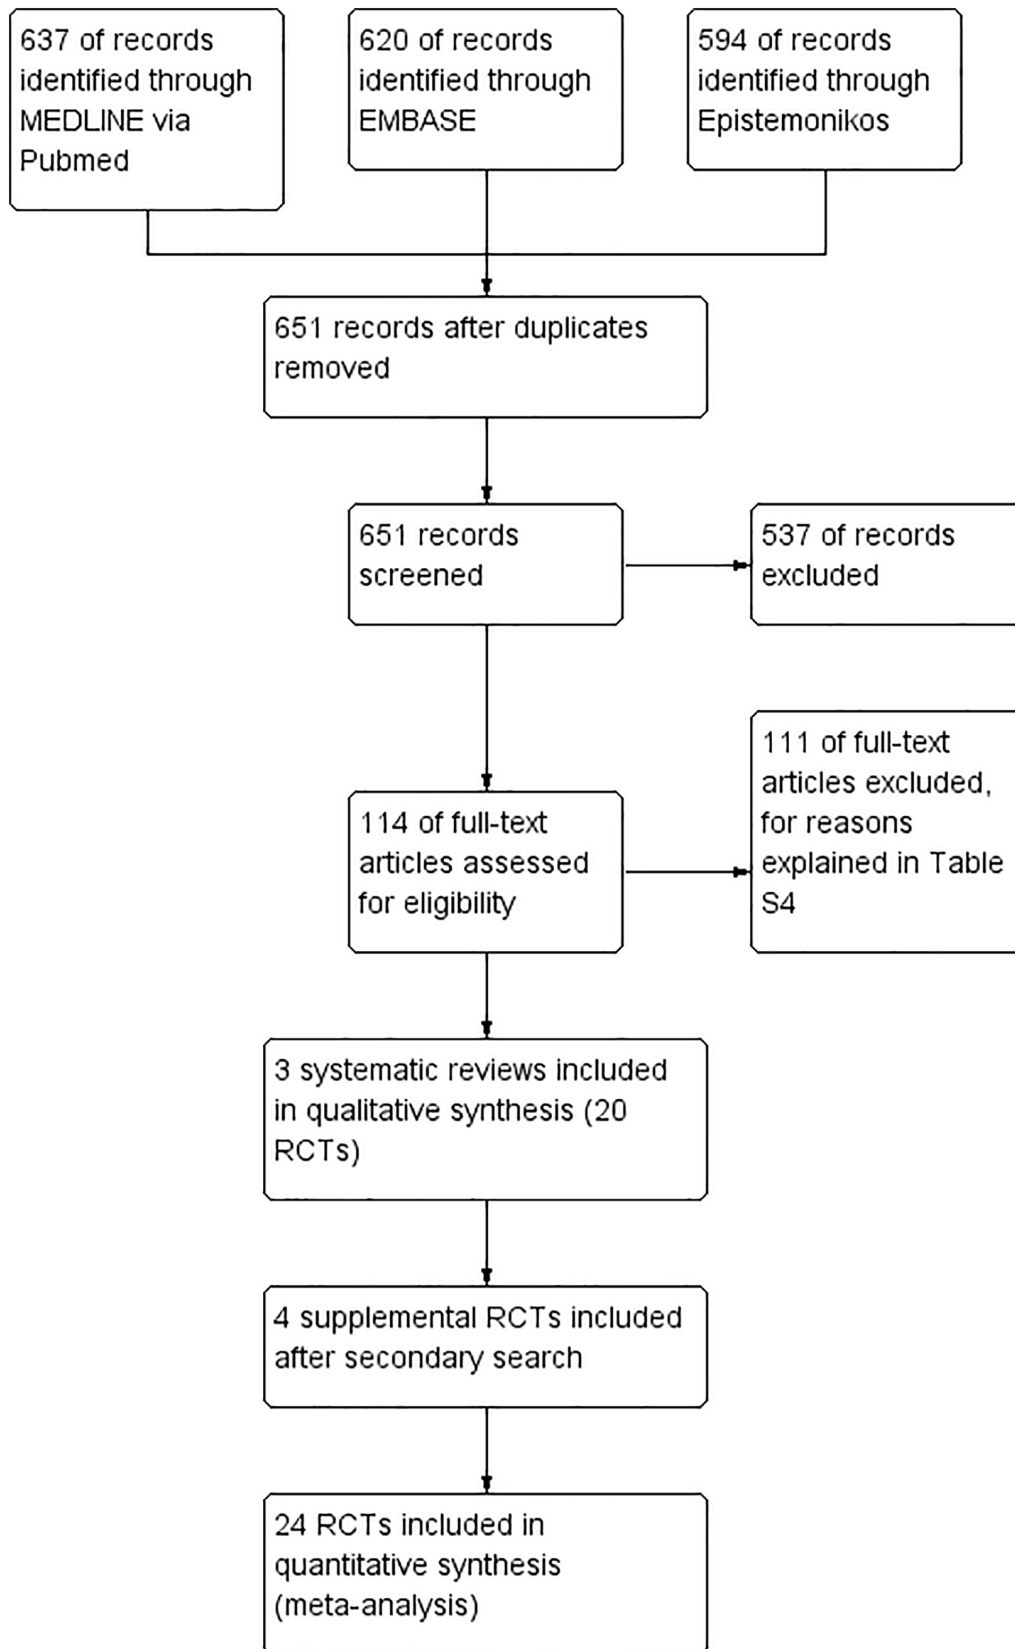 637 of records
identified through
MEDLINE via
Pubmed
620 of records
identified through
EMBASE
594 of records
identified through
Epistemonikos
651 records after duplicates
removed
651 records
screened
537 of records
excluded
114 of full-text
articles assessed
for eligibility
111 of full-text
articles excluded,
for reasons
explained in Table
S4
3 systematic reviews included
in qualitative synthesis (20
RCTs)
4 supplemental RCTs included
after secondary search
24 RCTs included in
quantitative synthesis
(meta-analysis)